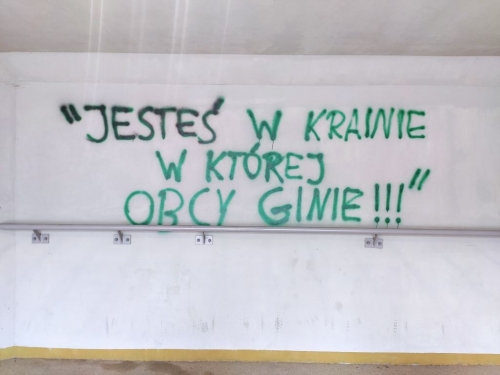 "JESTEŚ W KRAINIE
W KTÓREJ
OBCY GINIE!!!"